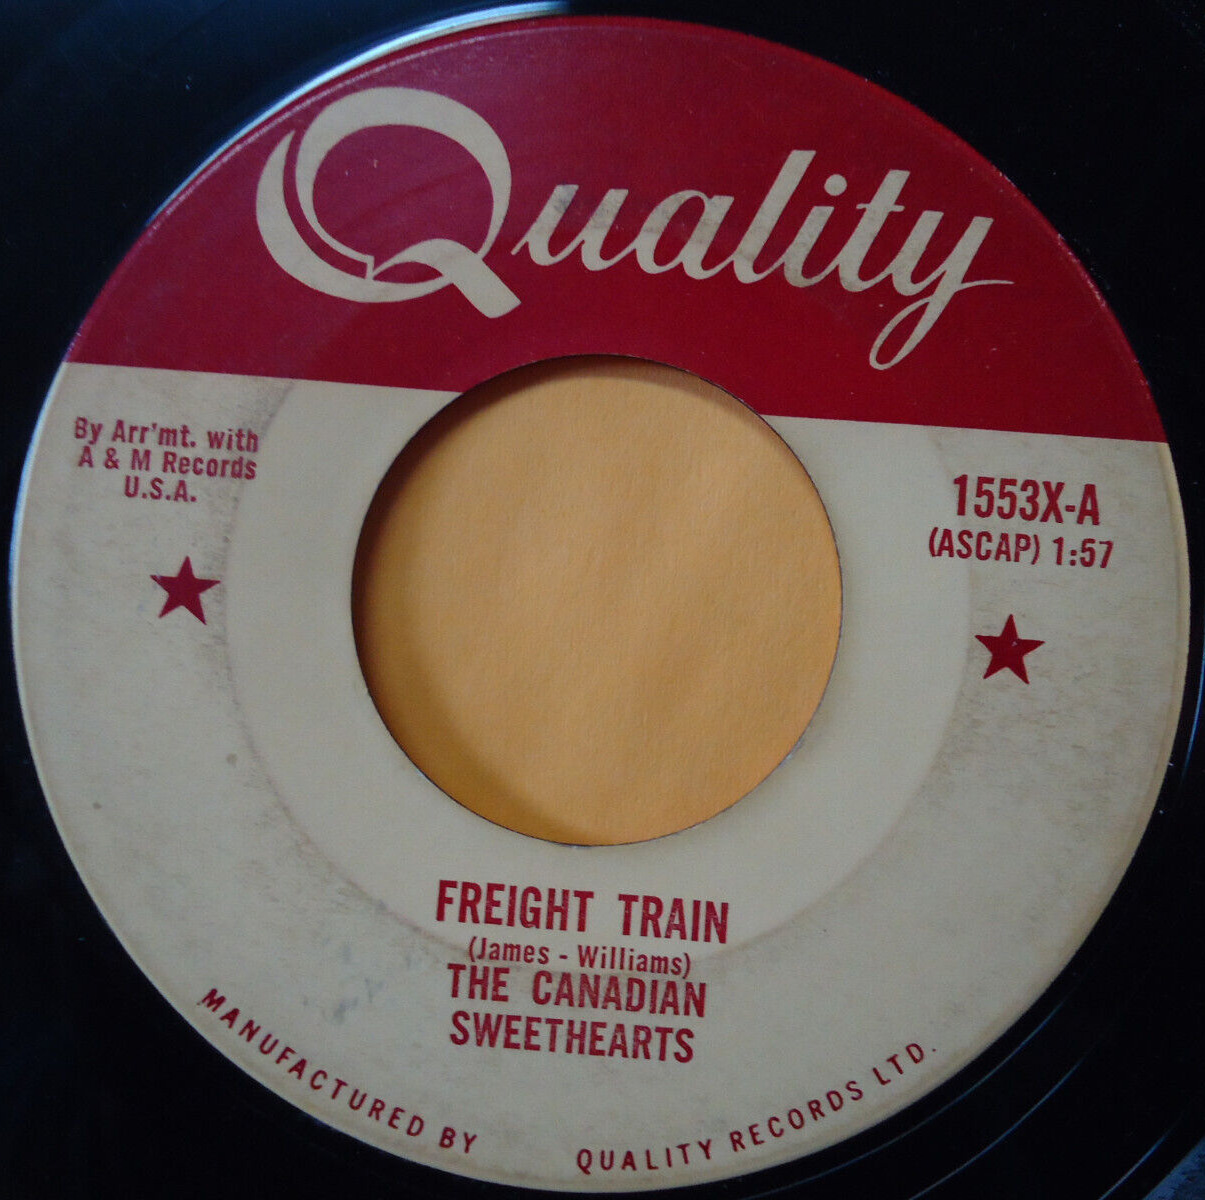 Quality
By Arr'mt. with
A & M Records
U.S.A.
1553X-A
(ASCAP) 1:57
FREIGHT TRAIN
(James - Williams)
THE CANADIAN
SWEETHEARTS
MANUFACTURED BY QUALITY RECORDS LTD.